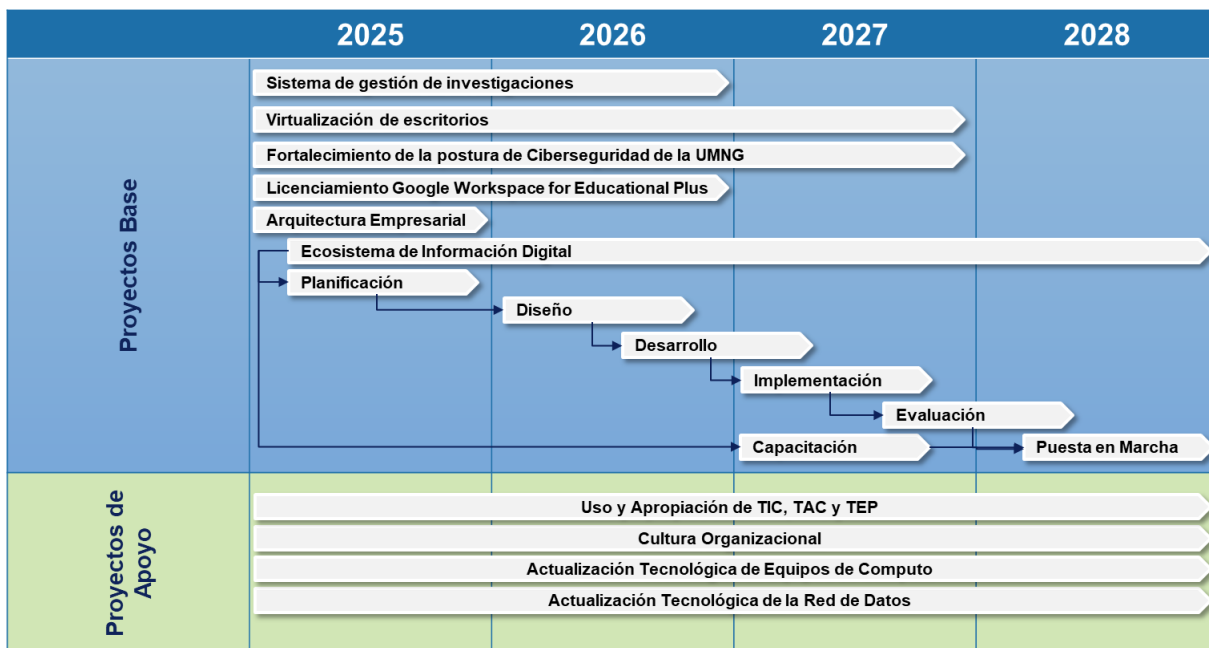 2025 2026 2027 2028
Proyectos Base
Sistema de gestión de investigaciones
Virtualización de escritorios
Fortalecimiento de la postura de Ciberseguridad de la UMNG
Licenciamiento Google Workspace for Educational Plus
Arquitectura Empresarial
Ecosistema de Información Digital
Planificación
Diseño
Desarrollo
Implementación
Evaluación
Capacitación
Puesta en Marcha
Proyectos de
Apoyo
Uso y Apropiación de TIC, TAC y TEP
Cultura Organizacional
Actualización Tecnológica de Equipos de Computo
Actualización Tecnológica de la Red de Datos